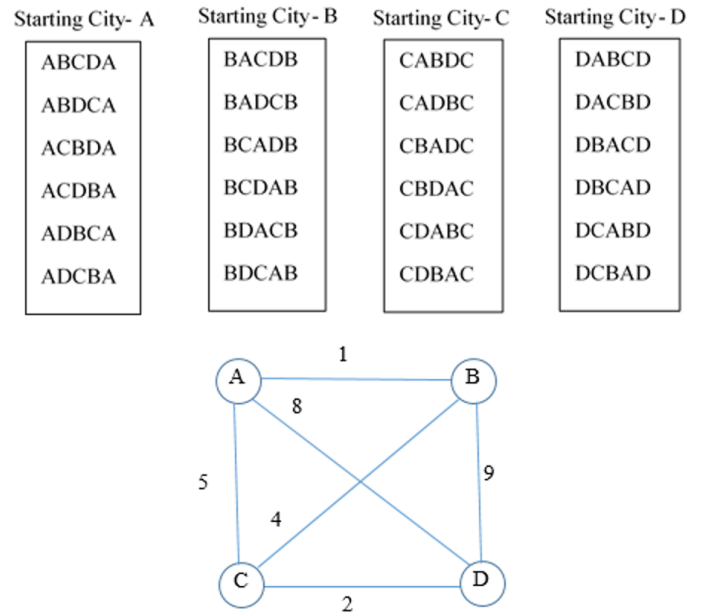 Starting City- A
ABCDA
ABDCA
ACBDA
ACDBA
ADBCA
ADCBA
Starting City- B
BACDB
BADCB
BCADB
BCDAB
BDACB
BDCAB
Starting City- C
CABDC
CADBC
CBADC
CBDAC
CDABC
CDBAC
Starting City- D
DABCD
DACBD
DBACD
DBCAD
DCABD
DCBAD
1
A
B
8
5
9
4
C
D
2